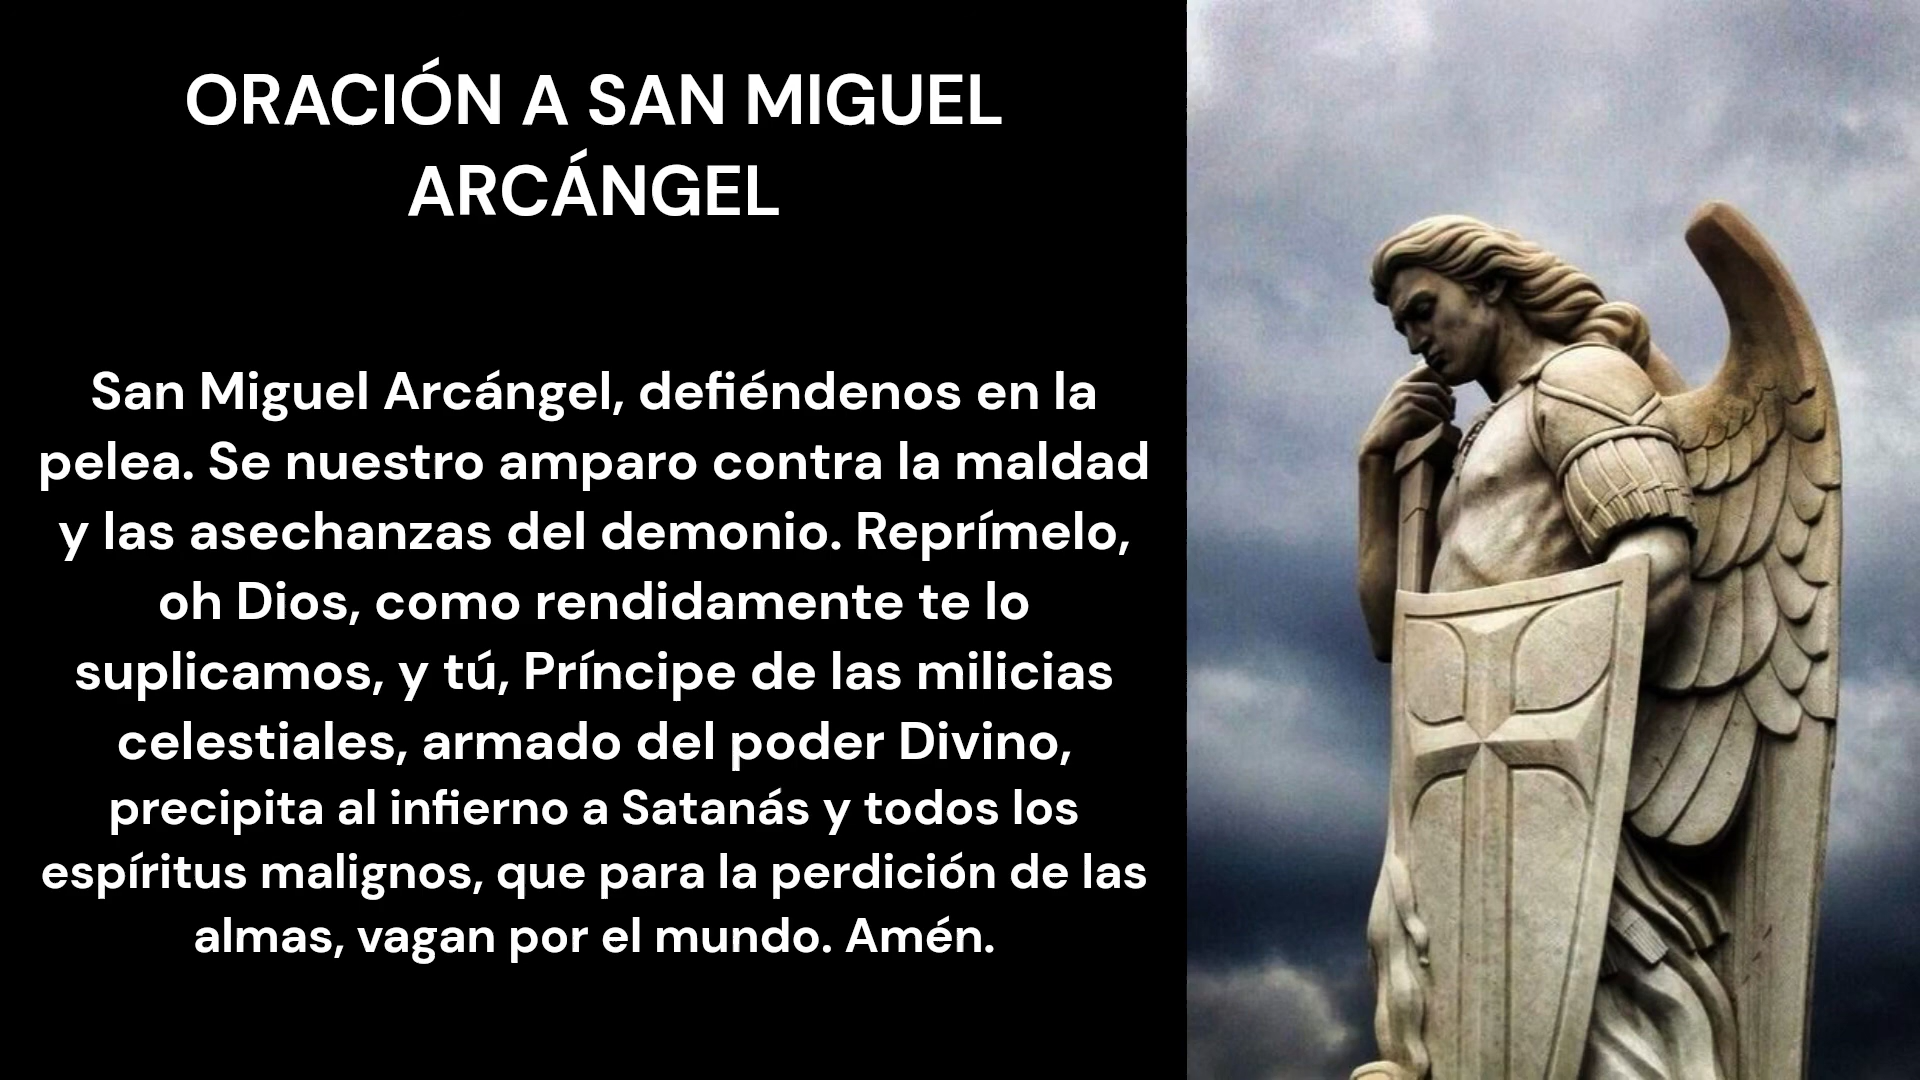 ORACIÓN A SAN MIGUEL
ARCÁNGEL
San Miguel Arcángel, defiéndenos en la
pelea. Se nuestro amparo contra la maldad
y las asechanzas del demonio. Reprímelo,
oh Dios, como rendidamente te lo
suplicamos, y tú, Príncipe de las milicias
celestiales, armado del poder Divino,
precipita al infierno a Satanás y todos los
espíritus malignos, que para la perdición de las
almas, vagan por el mundo. Amén.